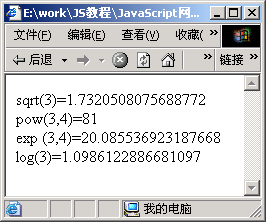 E:\work\JS教程\JavaScript网...
文件(F) 编辑(E) 查看(V) 收藏(
后退 链接
sqrt(3)=1.7320508075688772
pow(3,4)=81
exp (3,4)=20.085536923187668
log(3)=1.0986122886681097
我的电脑